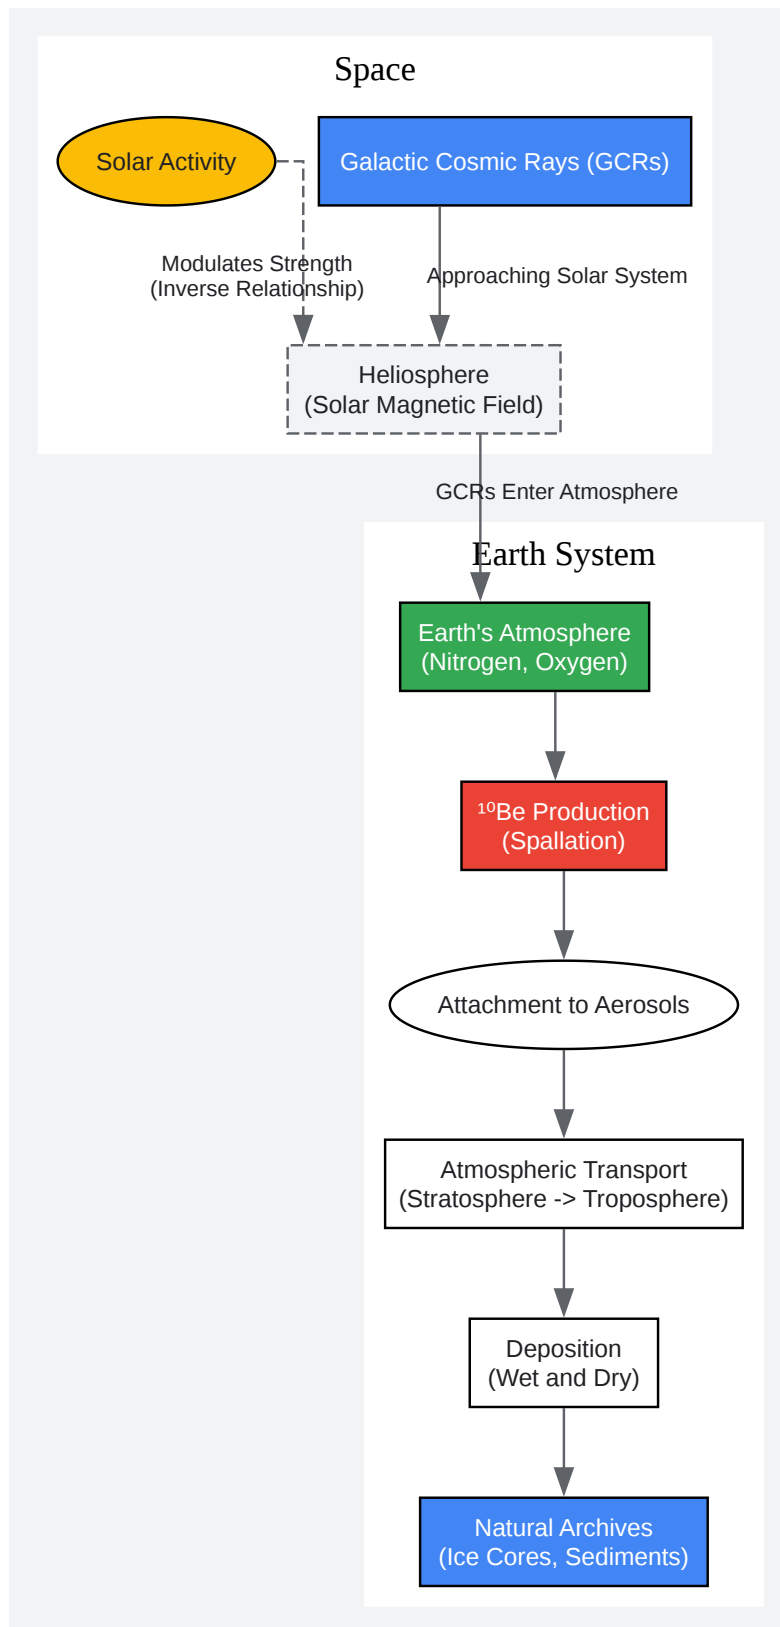 Space
Solar Activity
Galactic Cosmic Rays (GCRs)
Modulates Strength
(Inverse Relationship)
Approaching Solar System
Heliosphere
(Solar Magnetic Field)
GCRs Enter Atmosphere
Earth System
Earth's Atmosphere
(Nitrogen, Oxygen)
¹⁰Be Production
(Spallation)
Attachment to Aerosols
Atmospheric Transport
(Stratosphere -> Troposphere)
Deposition
(Wet and Dry)
Natural Archives
(Ice Cores, Sediments)